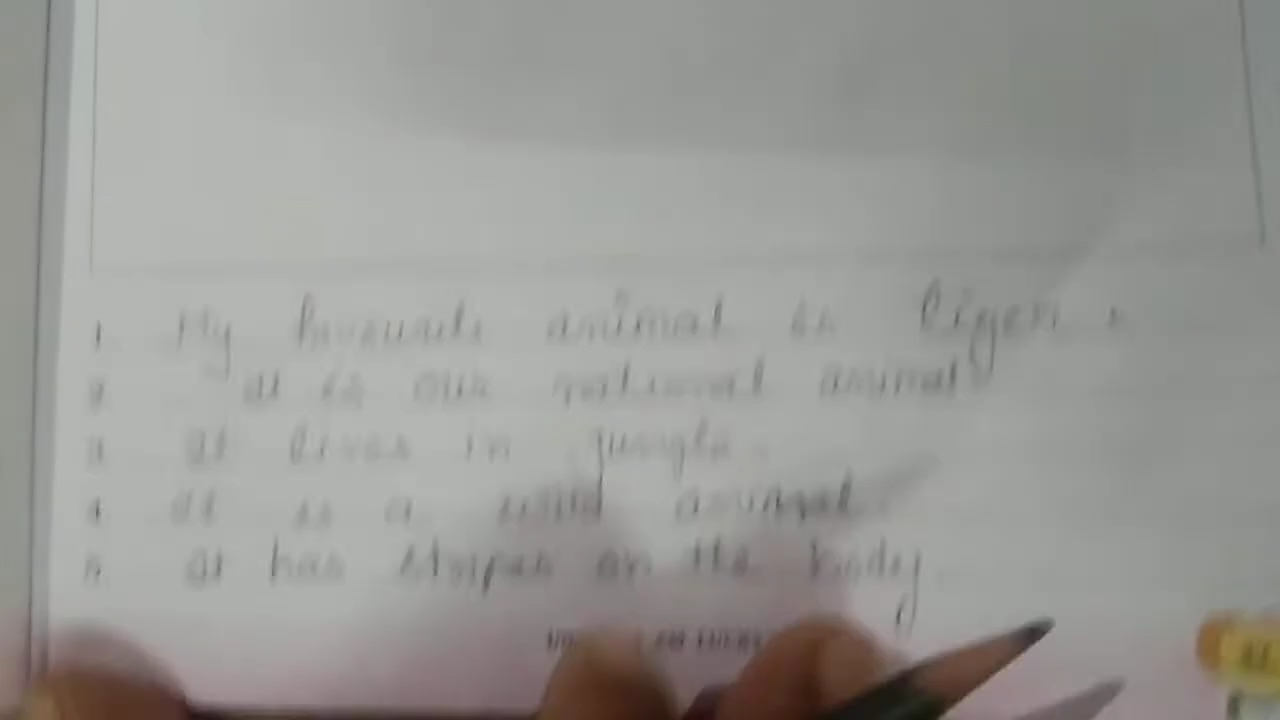 1. My favourite animal is Tiger.
2. It is our national animal
3. It lives in jungle.
4. It is a wild animal.
5. It has stripes on the body.